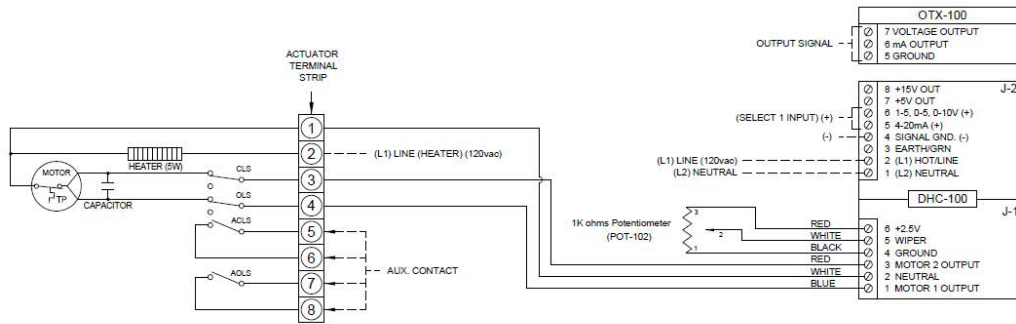 OTX-100
7 VOLTAGE OUTPUT
OUTPUT SIGNAL
6 mA OUTPUT
5 GROUND
ACTUATOR
TERMINAL
STRIP
J-2
8 +15V OUT
7 +5V OUT
(SELECT 1 INPUT) (+)
6 1-5, 0-5, 0-10V (+)
5 4-20mA (+)
(-)
4 SIGNAL GND. (-)
3 EARTH/GRN
(L1) LINE (120vac)
2 (L1) HOT/LINE
(L2) NEUTRAL
1 (L2) NEUTRAL
1
2
(L1) LINE (HEATER) (120vac)
HEATER (5W)
MOTOR
TP
CAPACITOR
CLS
3
OLS
4
ACLS
5
6
AUX. CONTACT
AOLS
7
8
DHC-100
J-1
1K ohms Potentiometer
(POT-102)
3
2
1
RED
6 +2.5V
WHITE
5 WIPER
BLACK
4 GROUND
RED
3 MOTOR 2 OUTPUT
WHITE
2 NEUTRAL
BLUE
1 MOTOR 1 OUTPUT